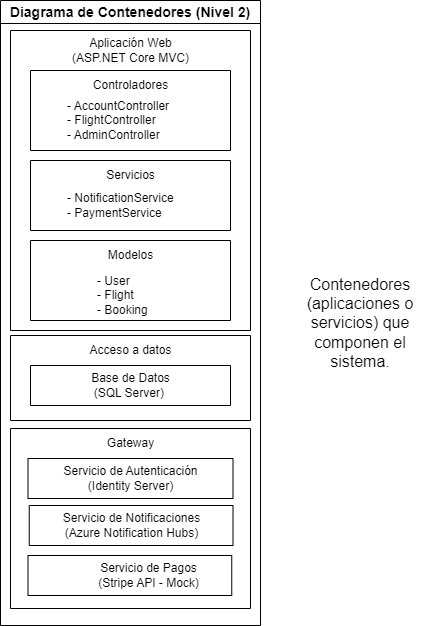 Diagrama de Contenedores (Nivel 2)
Aplicación Web
(ASP.NET Core MVC)
Controladores
- AccountController
- FlightController
- AdminController
Servicios
- NotificationService
- PaymentService
Modelos
- User
- Flight
- Booking
Acceso a datos
Base de Datos
(SQL Server)
Gateway
Servicio de Autenticación
(Identity Server)
Servicio de Notificaciones
(Azure Notification Hubs)
Servicio de Pagos
(Stripe API - Mock)
Contenedores
(aplicaciones o
servicios) que
componen el
sistema.